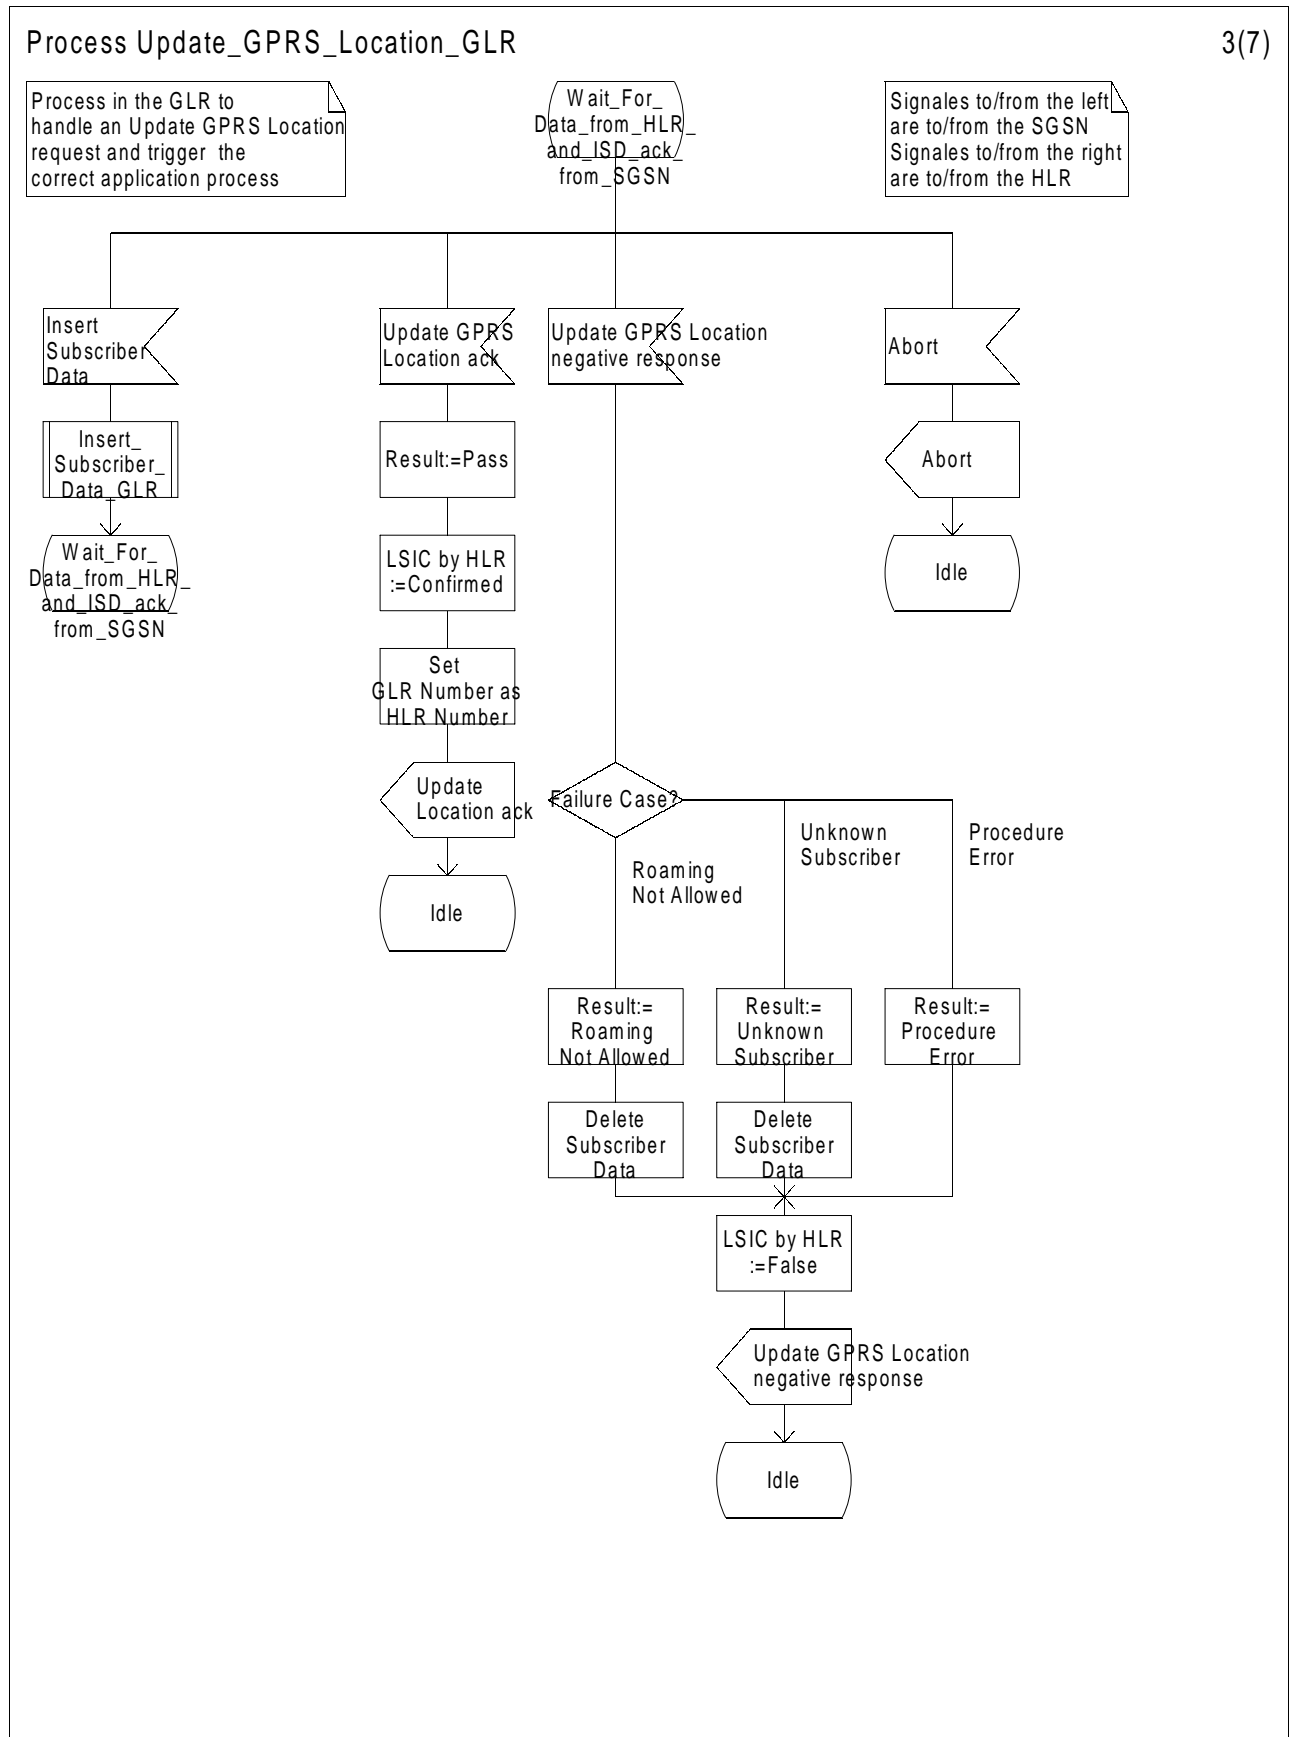 Process Update_GPRS_Location_GLR
3(7)
Process in the GLR to
handle an Update GPRS Location
request and trigger the
correct application process
Wait_For_
Data_from_HLR_
and_ISD_ack_
from_SGSN
Signales to/from the left
are to/from the SGSN
Signales to/from the right
are to/from the HLR
Insert
Subscriber
Data
Update GPRS
Location ack
Update GPRS Location
negative response
Abort
Insert_
Subscriber_
Data_GLR
Result:=Pass
Abort
Wait_For_
Data_from_HLR_
and_ISD_ack_
from_SGSN
LSIC by HLR
:=Confirmed
Idle
Set
GLR Number as
HLR Number
Update
Location ack
Failure Case?
Unknown
Subscriber
Procedure
Error
Roaming
Not Allowed
Idle
Result:=
Roaming
Not Allowed
Result:=
Unknown
Subscriber
Result:=
Procedure
Error
Delete
Subscriber
Data
Delete
Subscriber
Data
LSIC by HLR
:=False
Update GPRS Location
negative response
Idle